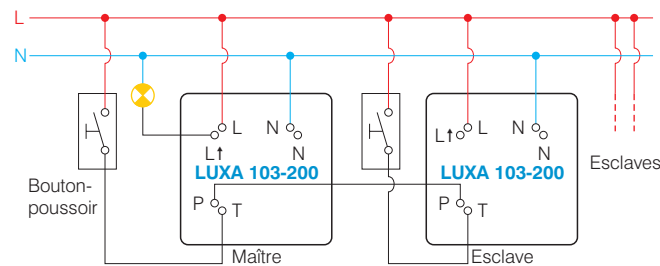 L
N
L
N
L↑
N
LUXA 103-200
P
T
Maître
Bouton-
poussoir
L
N
L↑
N
LUXA 103-200
P
T
Esclave
Esclaves